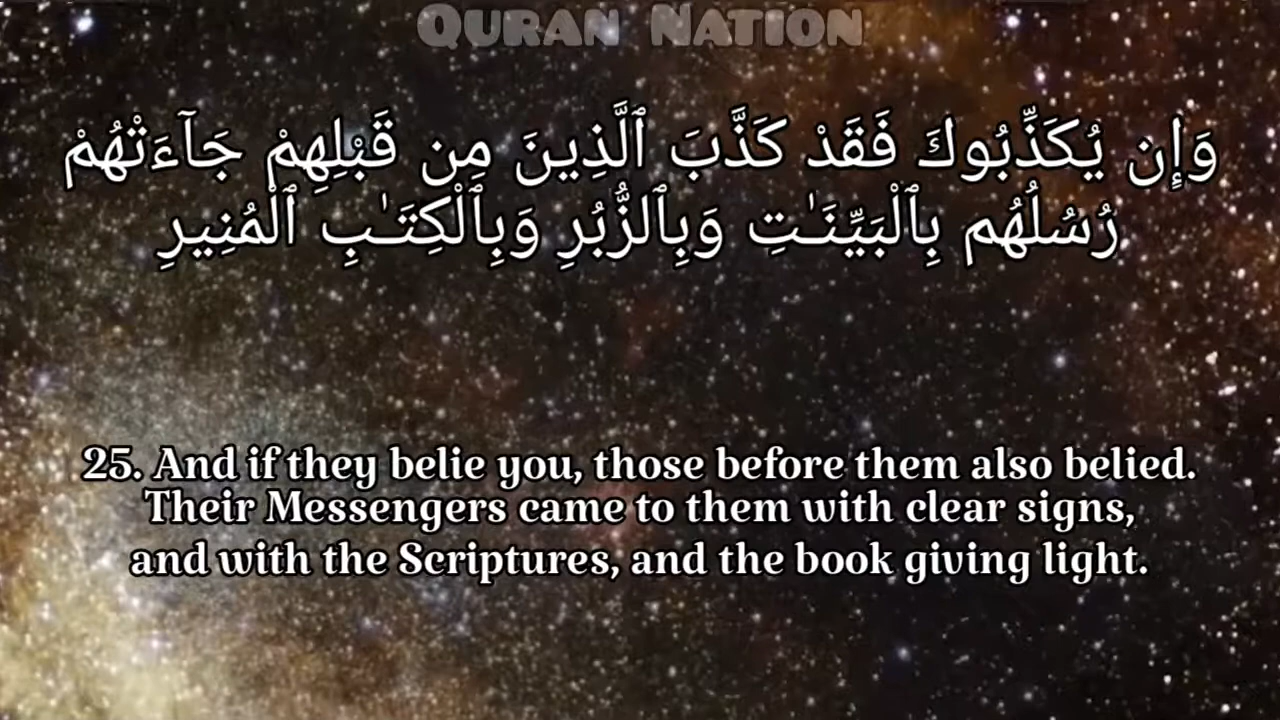 QURAN NATION
وَإِن يُكَذِّبُوكَ فَقَدْ كَذَّبَ ٱلَّذِينَ مِن قَبْلِهِمْ جَآءَتْهُمْ
رُسُلُهُم بِٱلْبَيِّنَـٰتِ وَبِٱلزُّبُرِ وَبِٱلْكِتَـٰبِ ٱلْمُنِيرِ
25. And if they belie you, those before them also belied.
Their Messengers came to them with clear signs,
and with the Scriptures, and the book giving light.